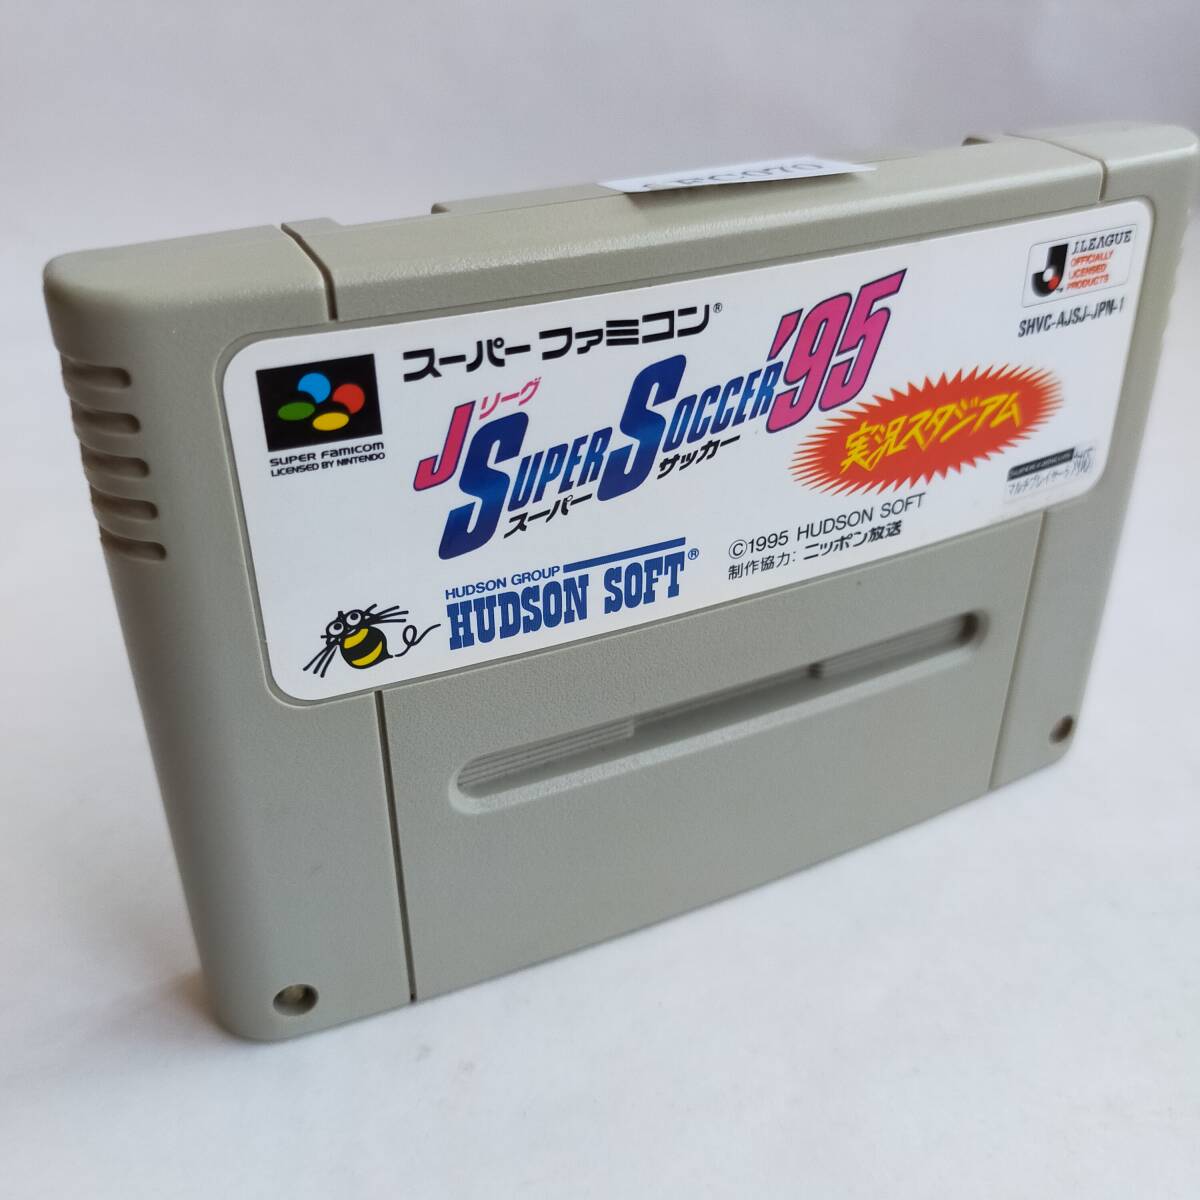 スーパーファミコン®
SUPER FAMICOM
LICENSED BY NINTENDO
Jリーグ
SUPER SOCCER '95
スーパーサッカー
実況スタジアム
J.LEAGUE
OFFICIALLY
LICENSED
PRODUCTS
SHVC-AJSJ-JPN-1
SUPER FAMICOM
マルチプレイヤー5
©1995 HUDSON SOFT
制作協力:ニッポン放送
HUDSON GROUP
HUDSON SOFT®